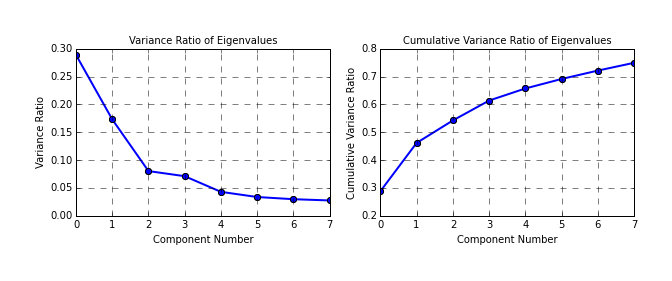 Variance Ratio of Eigenvalues
0.30
0.25
0.20
0.15
0.10
0.05
0.00
Variance Ratio
0 1 2 3 4 5 6 7
Component Number
Cumulative Variance Ratio of Eigenvalues
0.8
0.7
0.6
0.5
0.4
0.3
0.2
Cumulative Variance Ratio
0 1 2 3 4 5 6 7
Component Number